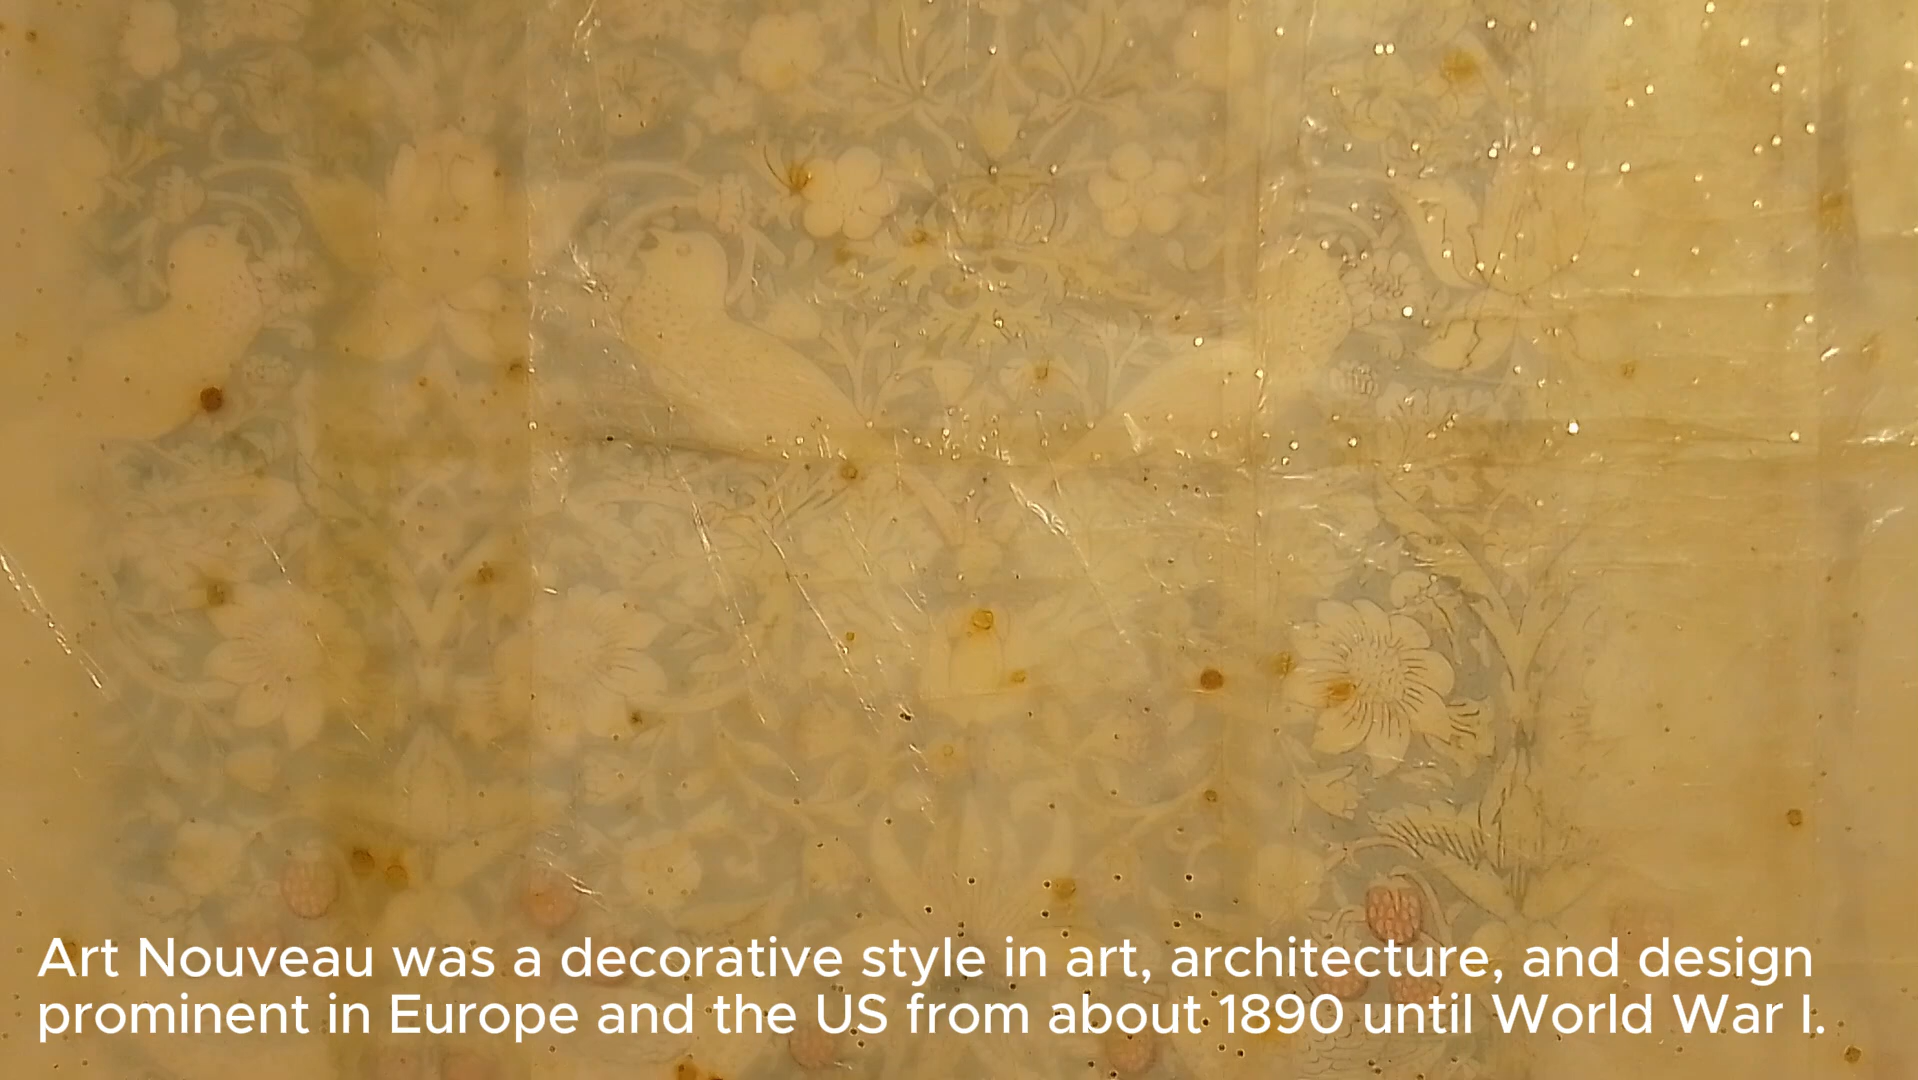 Art Nouveau was a decorative style in art, architecture, and design
prominent in Europe and the US from about 1890 until World War I.